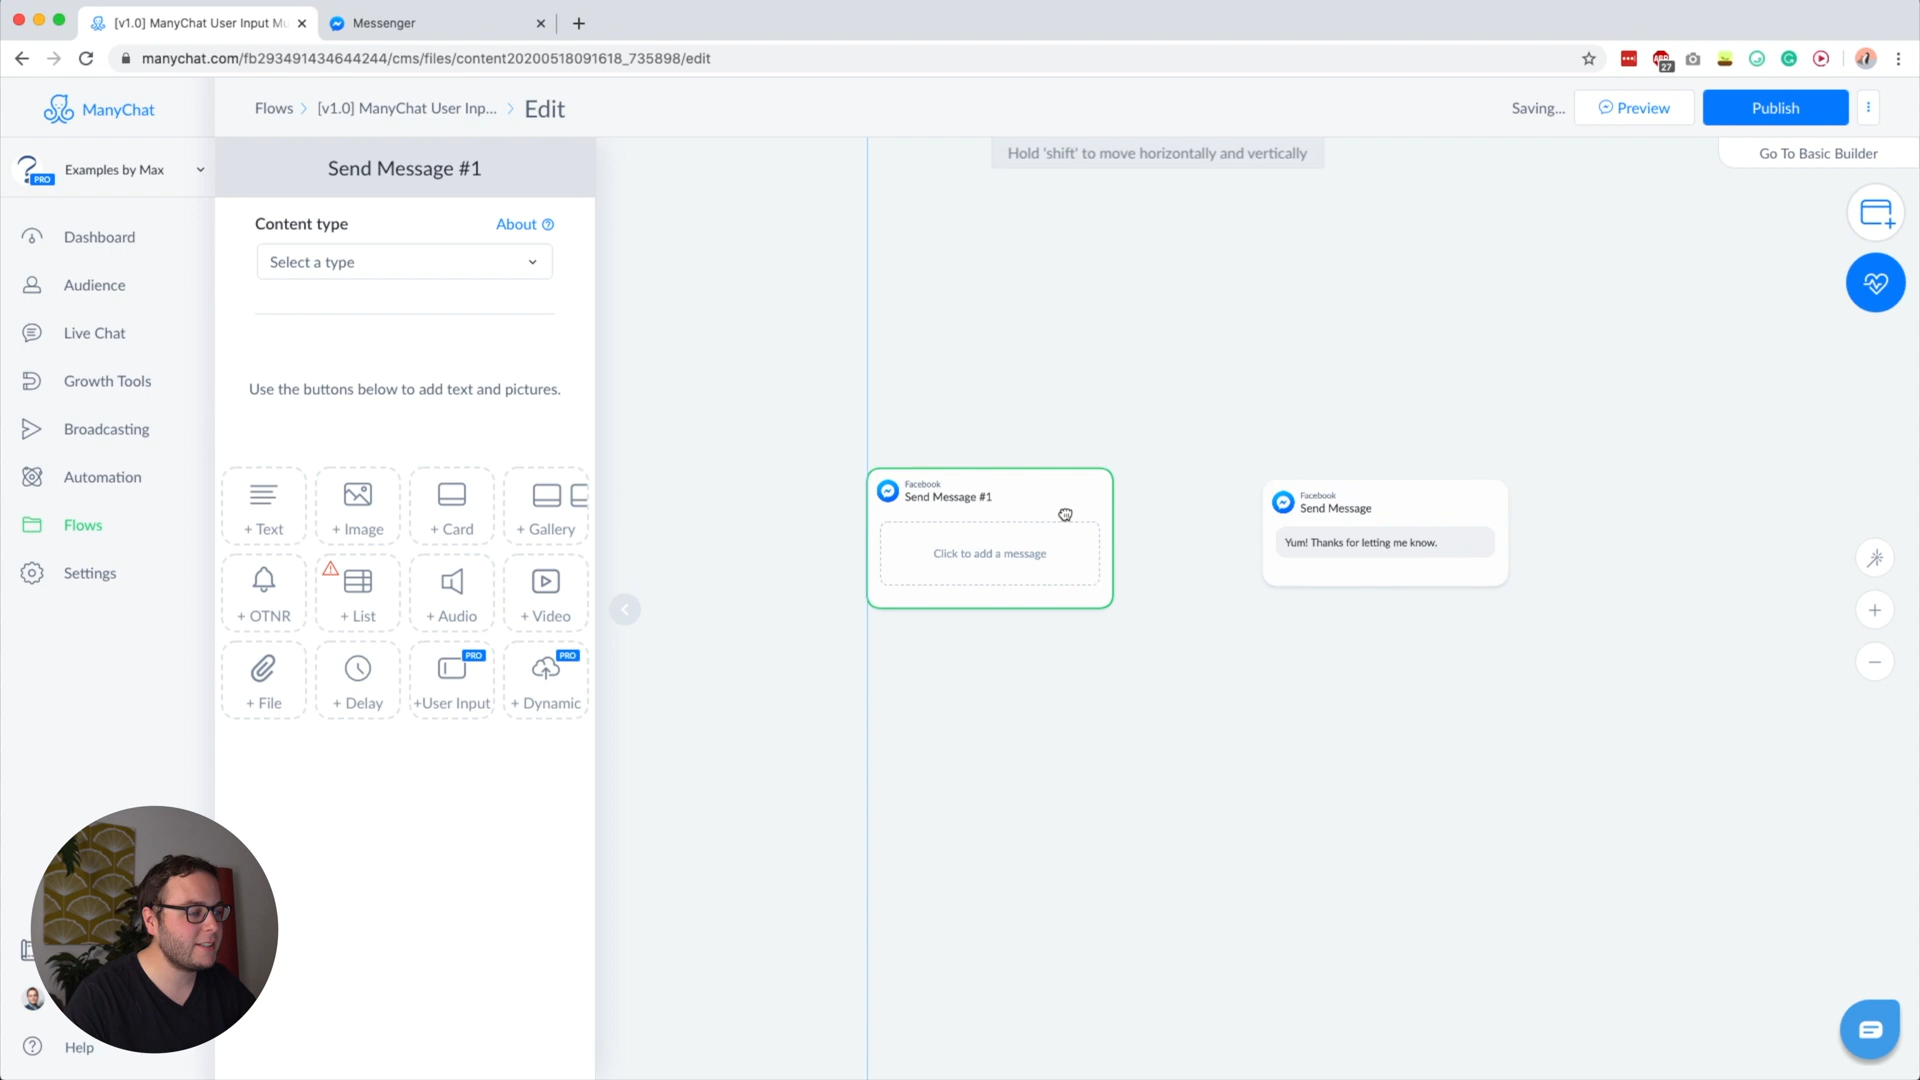 [v1.0] ManyChat User Input Mu
Messenger
manychat.com/fb293491434644244/cms/files/content20200518091618_735898/edit
27
ManyChat
Flows
[v1.0] ManyChat User Inp...
Edit
Saving...
Preview
Publish
Hold 'shift' to move horizontally and vertically
Go To Basic Builder
PRO
Examples by Max
Send Message #1
Content type
About
Select a type
Use the buttons below to add text and pictures.
Dashboard
Audience
Live Chat
Growth Tools
Broadcasting
Automation
Flows
Settings
Help
+ Text
+ Image
+ Card
+ Gallery
+ OTNR
+ List
+ Audio
+ Video
PRO
PRO
+ File
+ Delay
+User Input
+ Dynamic
Facebook
Send Message #1
Click to add a message
Facebook
Send Message
Yum! Thanks for letting me know.